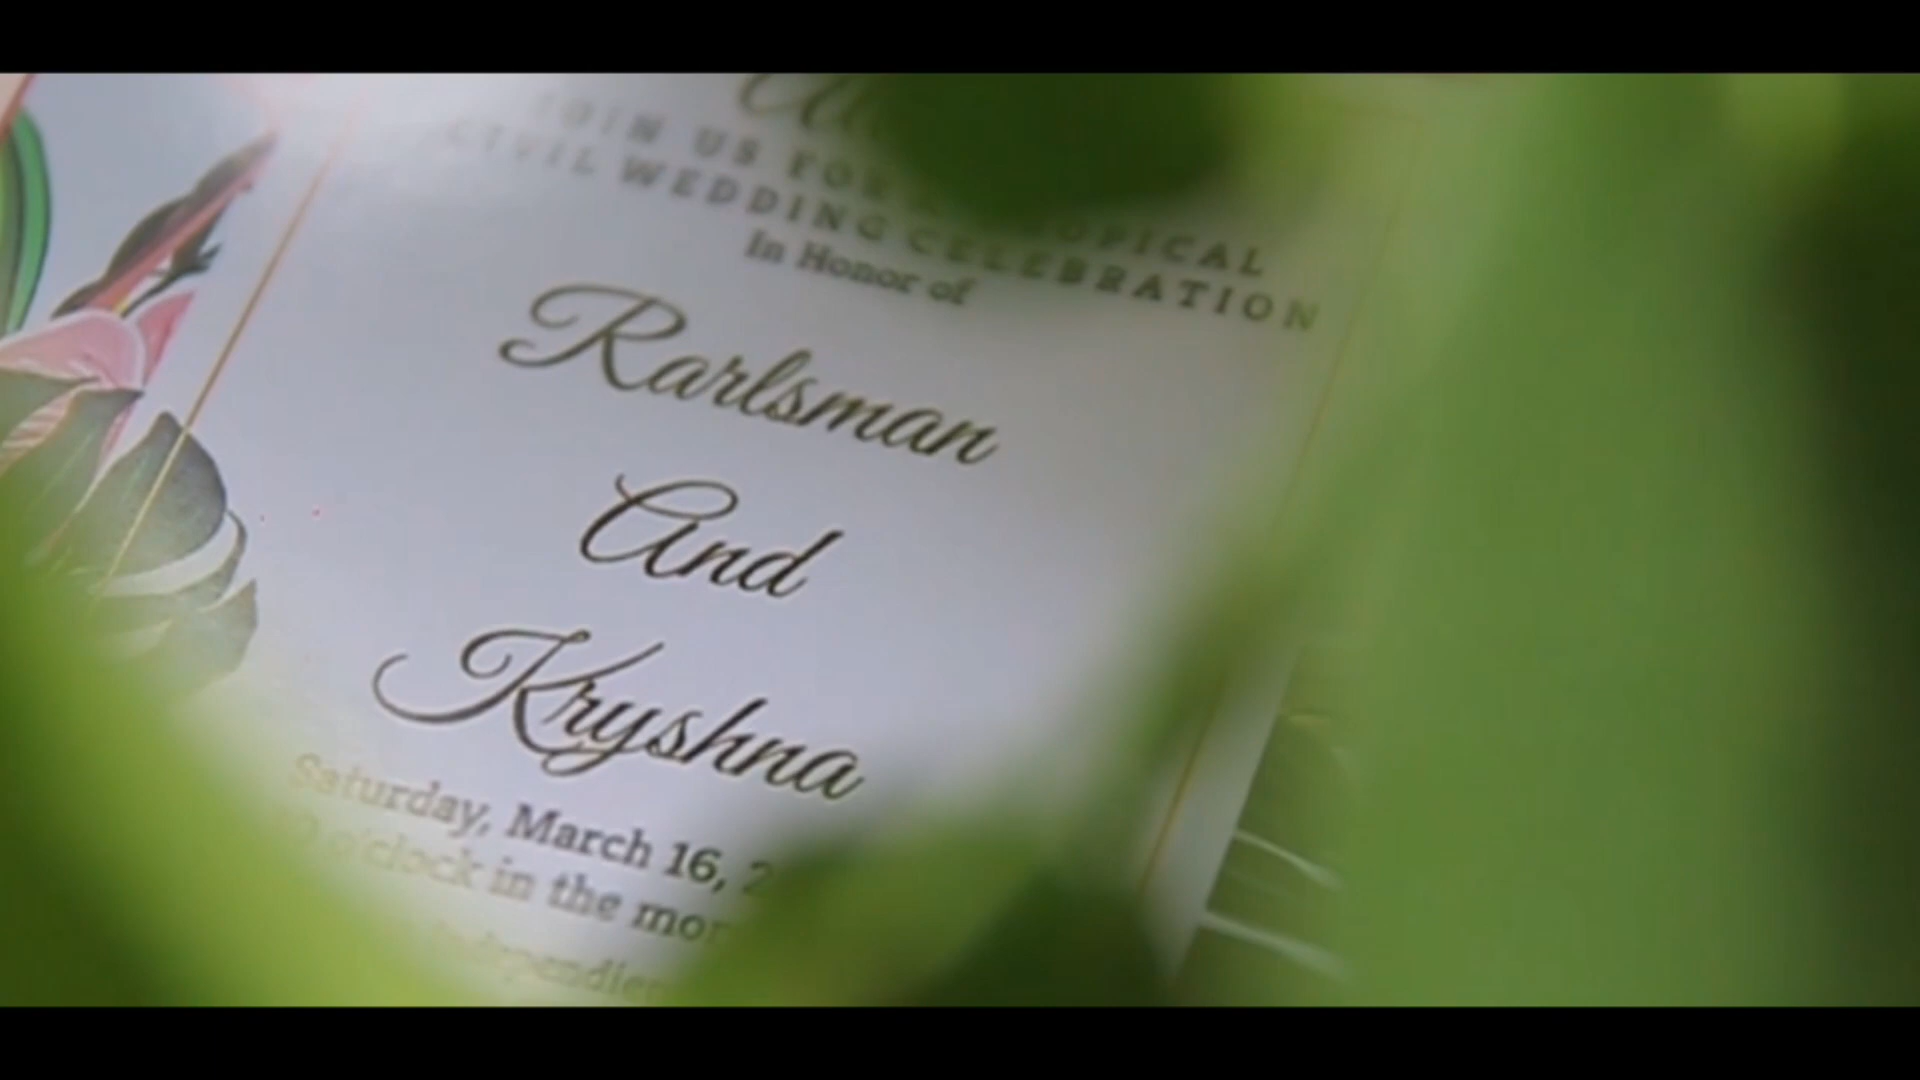 JOIN US FOR
CIVIL WEDDING CELEBRATION
In Honor of
Rarlsman
And
Kryshna
Saturday, March 16,
o'clock in the